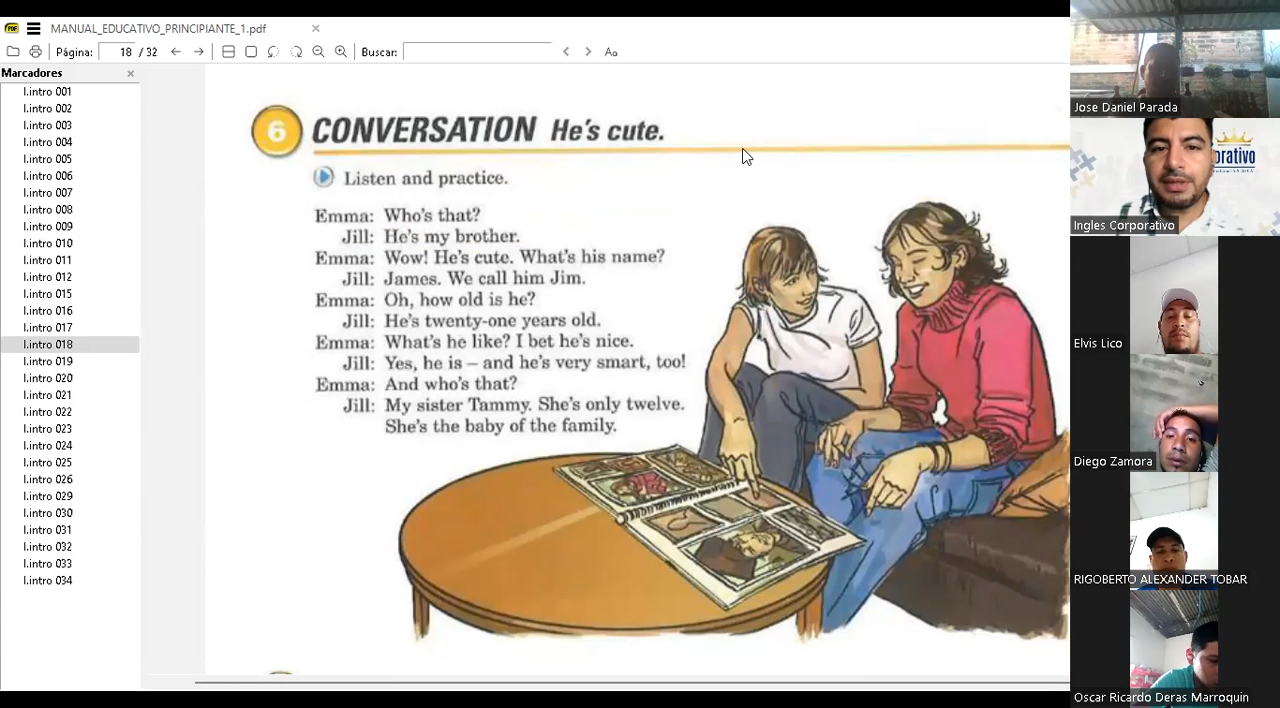 MANUAL_EDUCATIVO_PRINCIPIANTE_1.pdf
Página: 18 / 32
Buscar:
Aa
Marcadores
I.intro 001
I.intro 002
I.intro 003
I.intro 004
I.intro 005
I.intro 006
I.intro 007
I.intro 008
I.intro 009
I.intro 010
I.intro 011
I.intro 012
I.intro 015
I.intro 016
I.intro 017
I.intro 018
I.intro 019
I.intro 020
I.intro 021
I.intro 022
I.intro 023
I.intro 024
I.intro 025
I.intro 026
I.intro 029
I.intro 030
I.intro 031
I.intro 032
I.intro 033
I.intro 034
6 CONVERSATION He's cute.
Listen and practice.
Emma: Who's that?
Jill: He's my brother.
Emma: Wow! He's cute. What's his name?
Jill: James. We call him Jim.
Emma: Oh, how old is he?
Jill: He's twenty-one years old.
Emma: What's he like? I bet he's nice.
Jill: Yes, he is – and he's very smart, too!
Emma: And who's that?
Jill: My sister Tammy. She's only twelve.
She's the baby of the family.
Jose Daniel Parada
orativo
Ingles Corporativo
Elvis Lico
Diego Zamora
RIGOBERTO ALEXANDER TOBAR
Oscar Ricardo Deras Marroquin